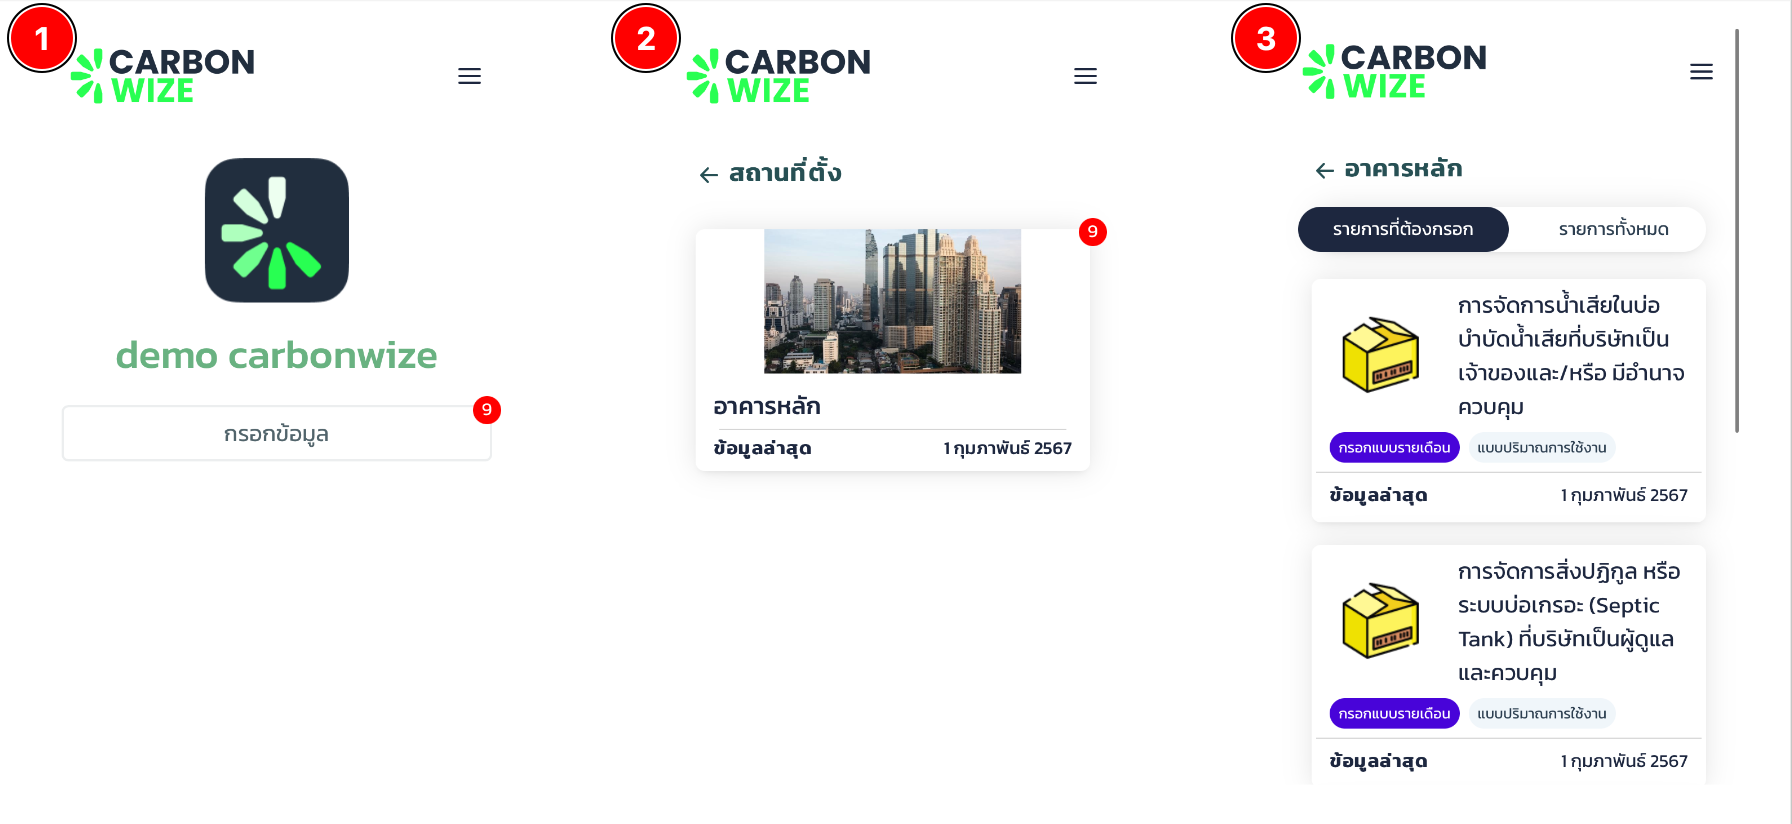 1
CARBON
WIZE
demo carbonwize
9
กรอกข้อมูล
2
CARBON
WIZE
← สถานที่ตั้ง
9
อาคารหลัก
ข้อมูลล่าสุด 1 กุมภาพันธ์ 2567
3
CARBON
WIZE
← อาคารหลัก
รายการที่ต้องกรอก รายการทั้งหมด
การจัดการน้ำเสียในบ่อ
บำบัดน้ำเสียที่บริษัทเป็น
เจ้าของและ/หรือ มีอำนาจ
ควบคุม
กรอกแบบรายเดือน แบบปริมาณการใช้งาน
ข้อมูลล่าสุด 1 กุมภาพันธ์ 2567
การจัดการสิ่งปฏิกูล หรือ
ระบบบ่อเกรอะ (Septic
Tank) ที่บริษัทเป็นผู้ดูแล
และควบคุม
กรอกแบบรายเดือน แบบปริมาณการใช้งาน
ข้อมูลล่าสุด 1 กุมภาพันธ์ 2567